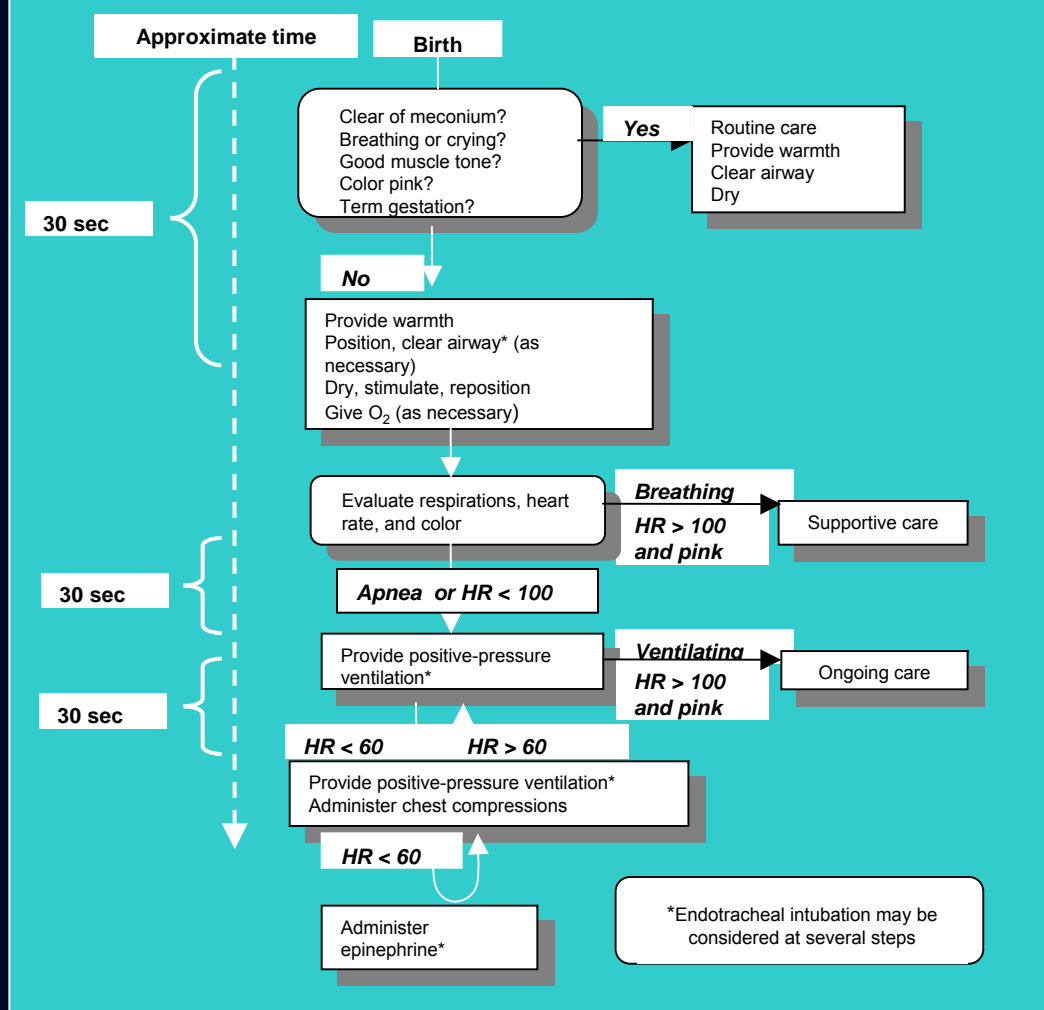 Approximate time
Birth
Clear of meconium?
Breathing or crying?
Good muscle tone?
Color pink?
Term gestation?
Yes
Routine care
Provide warmth
Clear airway
Dry
30 sec
No
Provide warmth
Position, clear airway* (as
necessary)
Dry, stimulate, reposition
Give O₂ (as necessary)
Evaluate respirations, heart
rate, and color
Breathing
HR > 100
and pink
Supportive care
30 sec
Apnea or HR < 100
Provide positive-pressure
ventilation*
Ventilating
HR > 100
and pink
Ongoing care
30 sec
HR < 60 HR > 60
Provide positive-pressure ventilation*
Administer chest compressions
HR < 60
Administer
epinephrine*
*Endotracheal intubation may be
considered at several steps